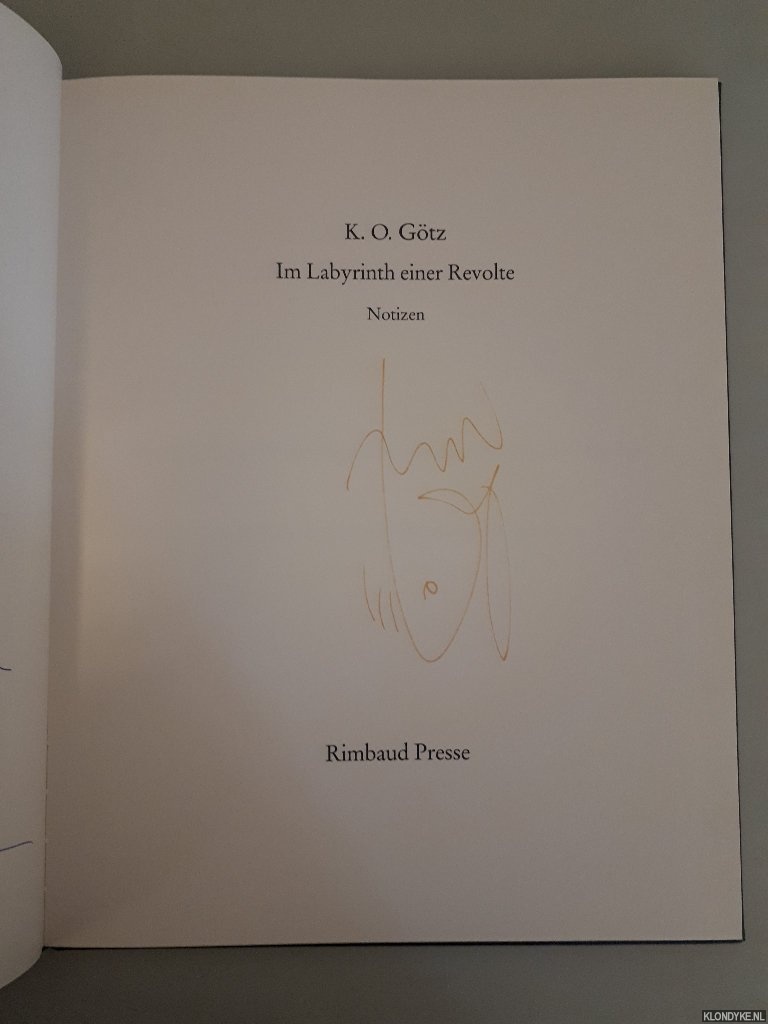 K. O. Götz
Im Labyrinth einer Revolte
Notizen
Rimbaud Presse
KLONDYKE.NL